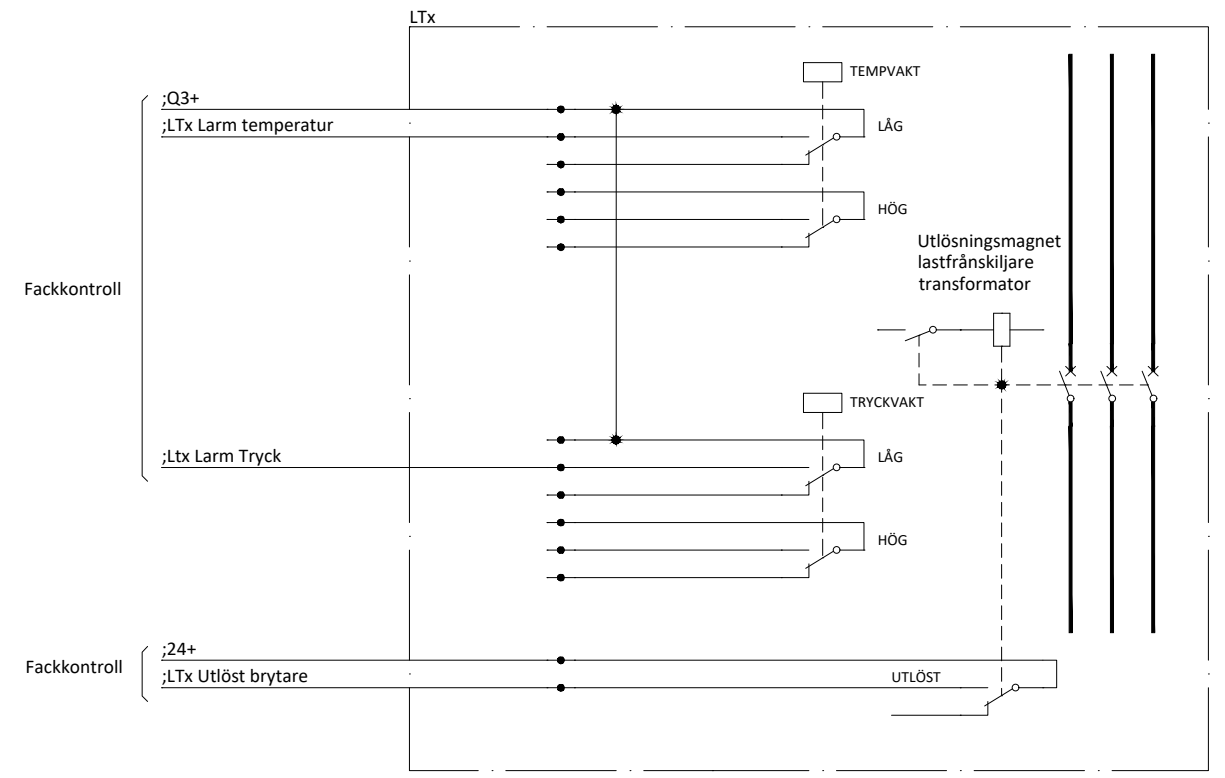 LTx
TEMPVAKT
;Q3+
;LTx Larm temperatur
LÅG
HÖG
Utlösningsmagnet
lastfrånskiljare
transformator
Fackkontroll
TRYCKVAKT
;Ltx Larm Tryck
LÅG
HÖG
;24+
Fackkontroll
;LTx Utlöst brytare
UTLÖST